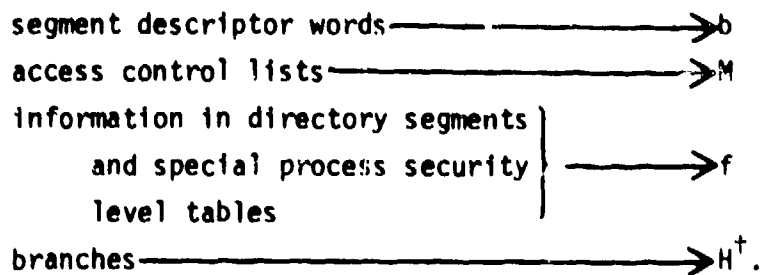 segment descriptor words → b
access control lists → M
information in directory segments
and special process security → f
level tables
branches → H†.